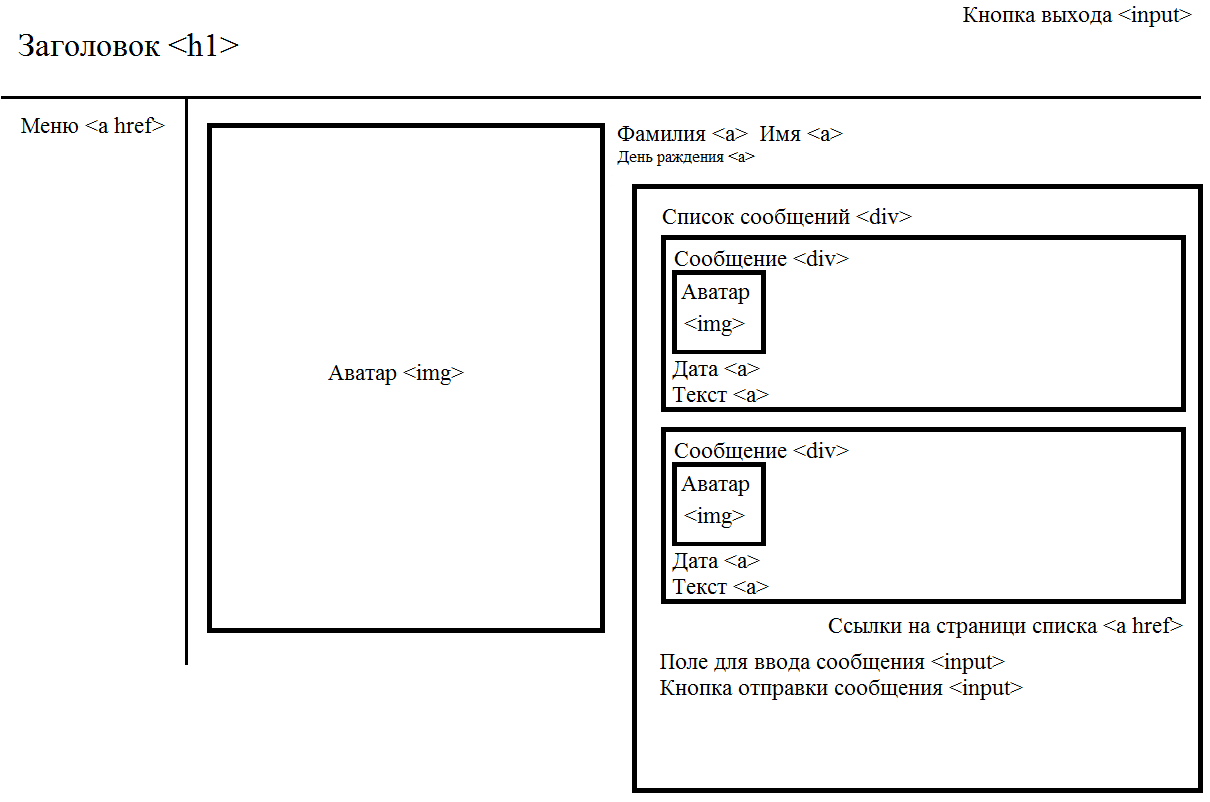 Кнопка выхода <input>
Заголовок <h1>
Меню <a href>
Аватар <img>
Фамилия <a> Имя <a>
День раждения <a>
Список сообщений <div>
Сообщение <div>
Аватар
<img>
Дата <a>
Текст <a>
Сообщение <div>
Аватар
<img>
Дата <a>
Текст <a>
Ссылки на страници списка <a href>
Поле для ввода сообщения <input>
Кнопка отправки сообщения <input>